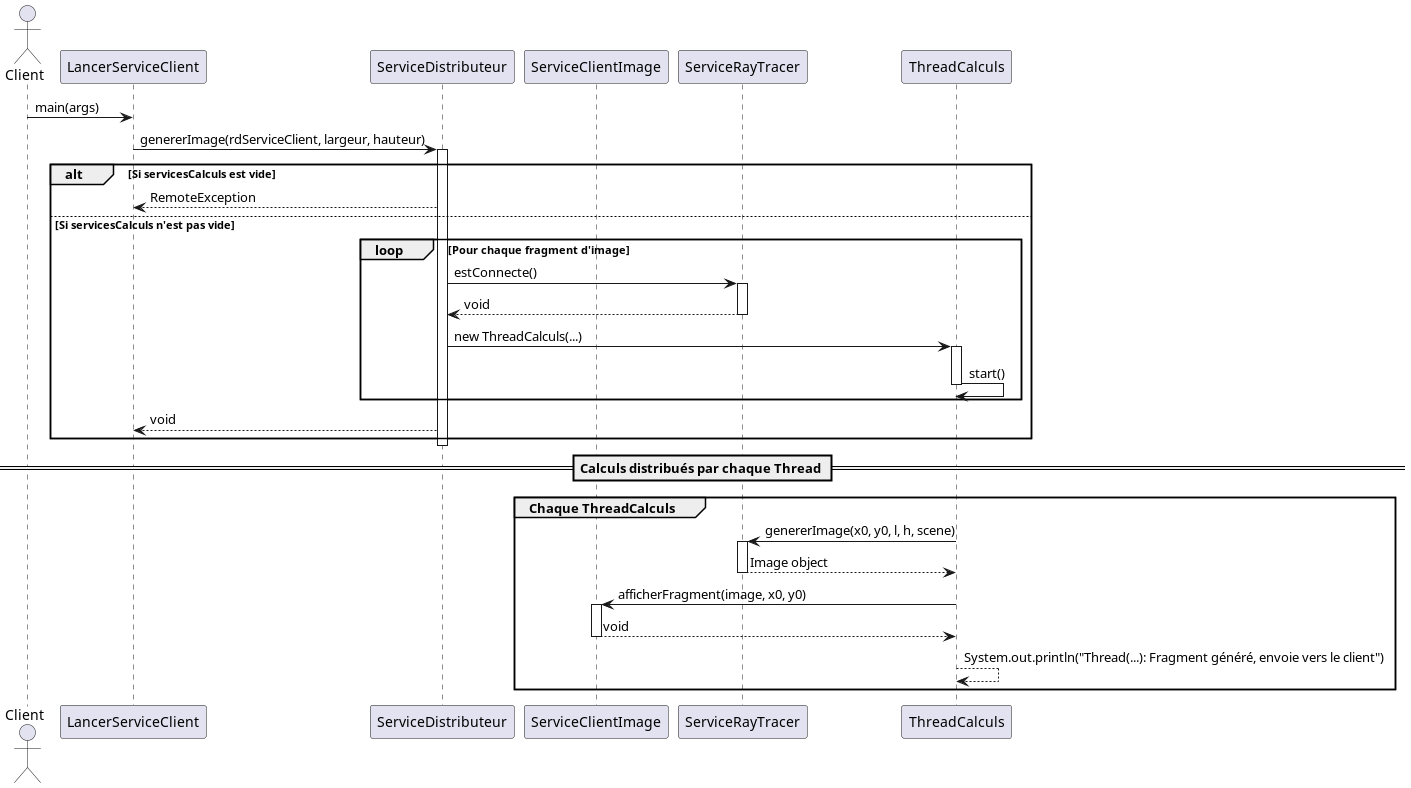 Client
LancerServiceClient
ServiceDistributeur
ServiceClientImage
ServiceRayTracer
ThreadCalculs
main(args)
genererImage(rdServiceClient, largeur, hauteur)
alt
[Si servicesCalculs est vide]
RemoteException
[Si servicesCalculs n'est pas vide]
loop
[Pour chaque fragment d'image]
estConnecte()
void
new ThreadCalculs(...)
start()
void
Calculs distribués par chaque Thread
Chaque ThreadCalculs
genererImage(x0, y0, l, h, scene)
Image object
afficherFragment(image, x0, y0)
void
System.out.println("Thread(...): Fragment généré, envoie vers le client")
Client
LancerServiceClient
ServiceDistributeur
ServiceClientImage
ServiceRayTracer
ThreadCalculs